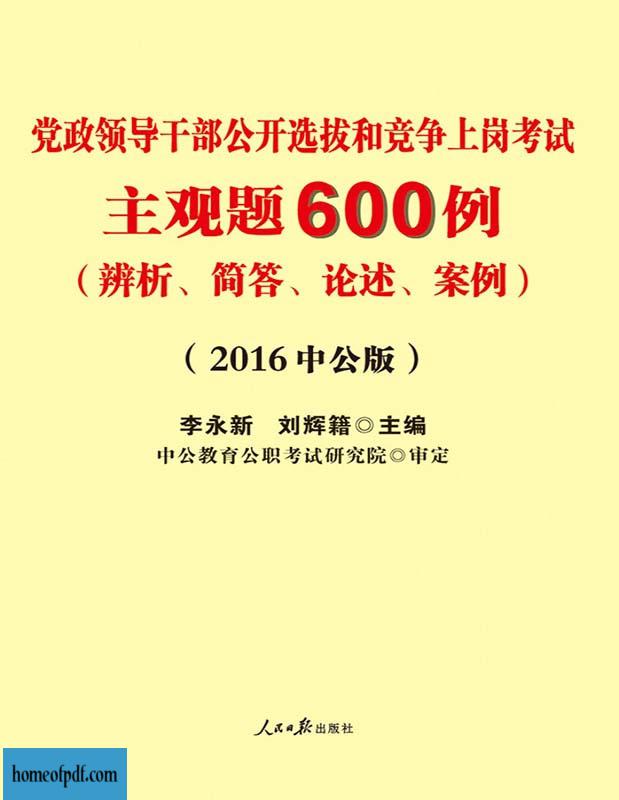 党政领导干部公开选拔和竞争上岗考试
主观题600例
（辨析、简答、论述、案例）
（2016中公版）
李永新 刘辉籍◎主编
中公教育公职考试研究院◎审定
人民日报出版社
homeofpdf.com